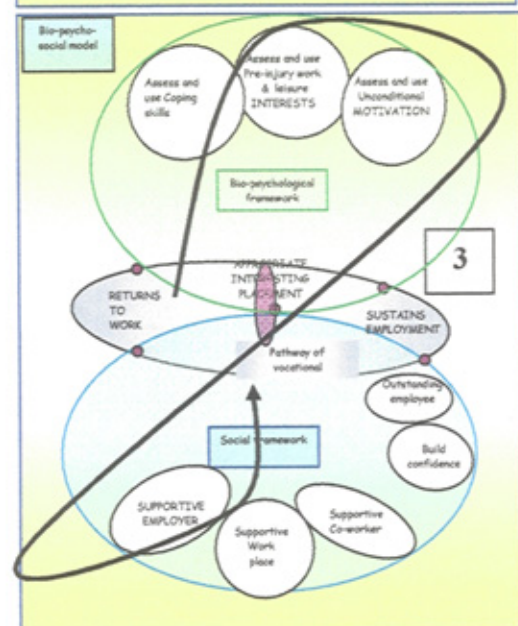 Bio-psycho-
social model
Assess and
use Coping
skills
Assess and use
Pre-injury work
& leisure
INTERESTS
Assess and use
Unconditional
MOTIVATION
Bio-psychological
framework
3
APPROPRIATE
INTERESTING
PLACEMENT
RETURNS
TO
WORK
SUSTAINS
EMPLOYMENT
Pathway of
vocational
Outstanding
employee
Social framework
Build
confidence
SUPPORTIVE
EMPLOYER
Supportive
Work
place
Supportive
Co-worker